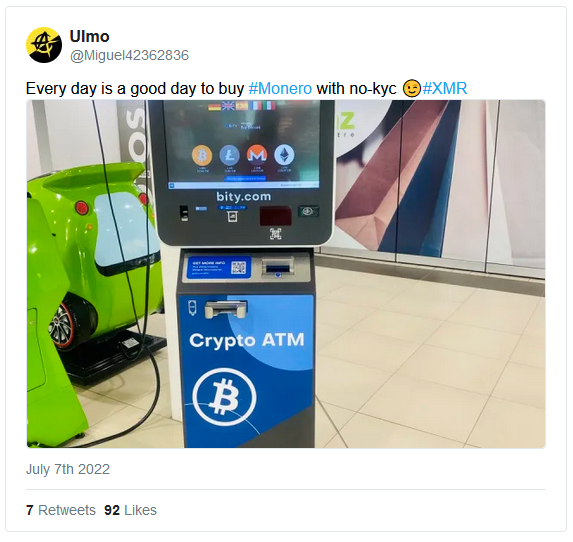 Ulmo
@Miguel42362836
Every day is a good day to buy #Monero with no-kyc 😉#XMR
bity.com
GET MORE INFO
Crypto ATM
July 7th 2022
7 Retweets 92 Likes